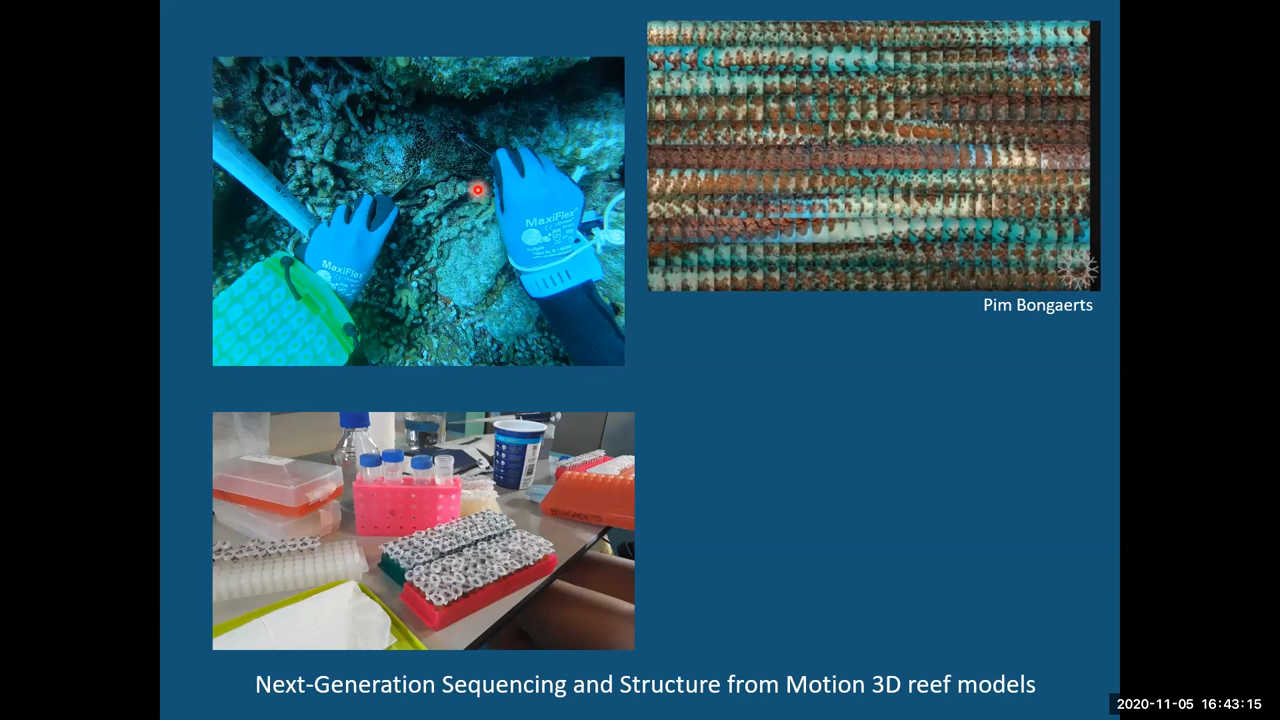 MaxiFlex
MaxiFlex
Pim Bongaerts
Next-Generation Sequencing and Structure from Motion 3D reef models
2020-11-05 16:43:15